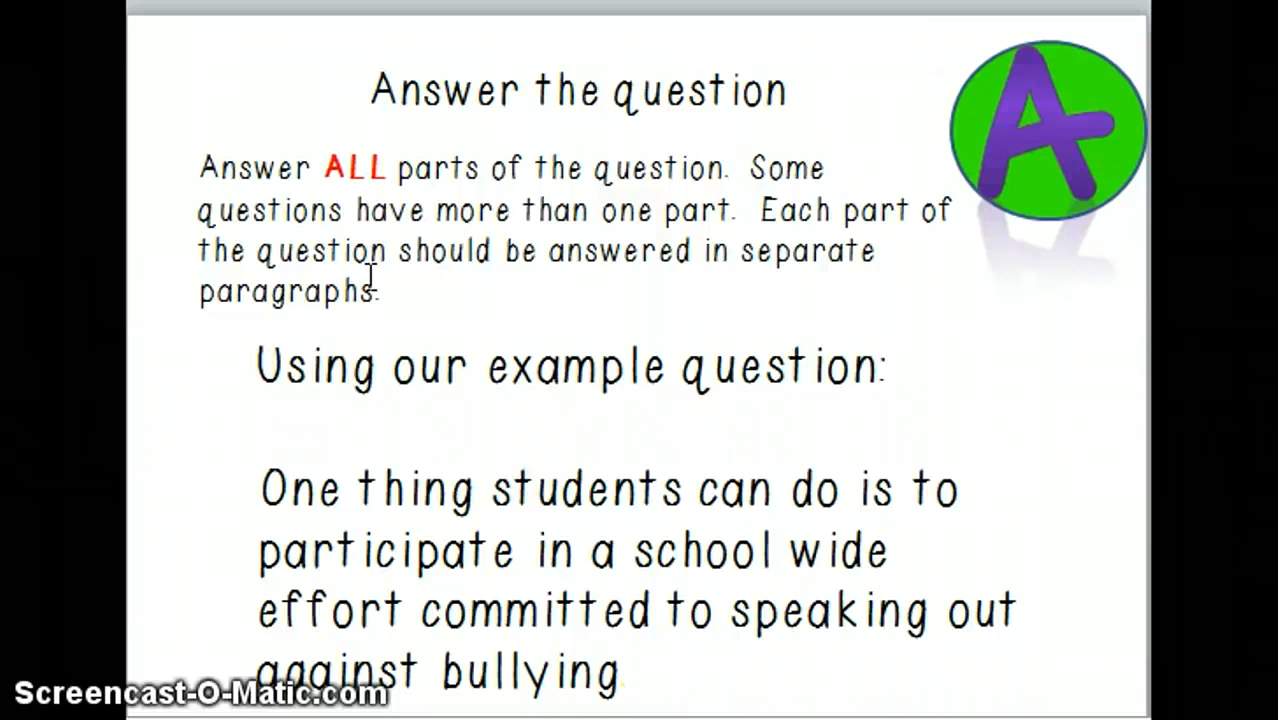 Answer the question
A
Answer ALL parts of the question. Some
questions have more than one part. Each part of
the question should be answered in separate
paragraphs.
Using our example question:
One thing students can do is to
participate in a school wide
effort committed to speaking out
against bullying.
Screencast-O-Matic.com